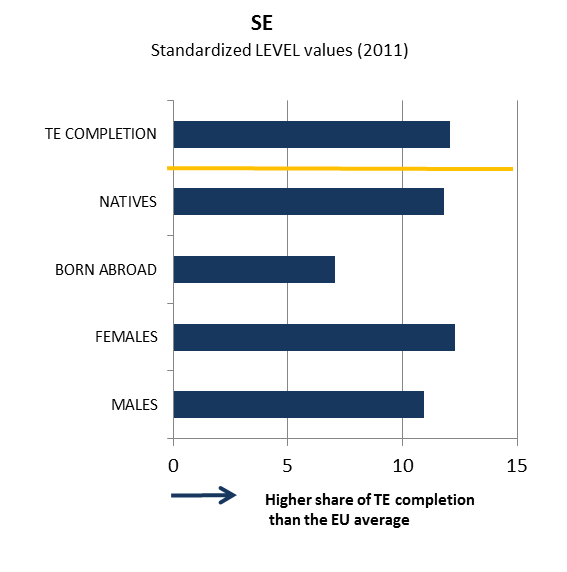 SE
Standardized LEVEL values (2011)
TE COMPLETION
NATIVES
BORN ABROAD
FEMALES
MALES
0 5 10 15
Higher share of TE completion
than the EU average